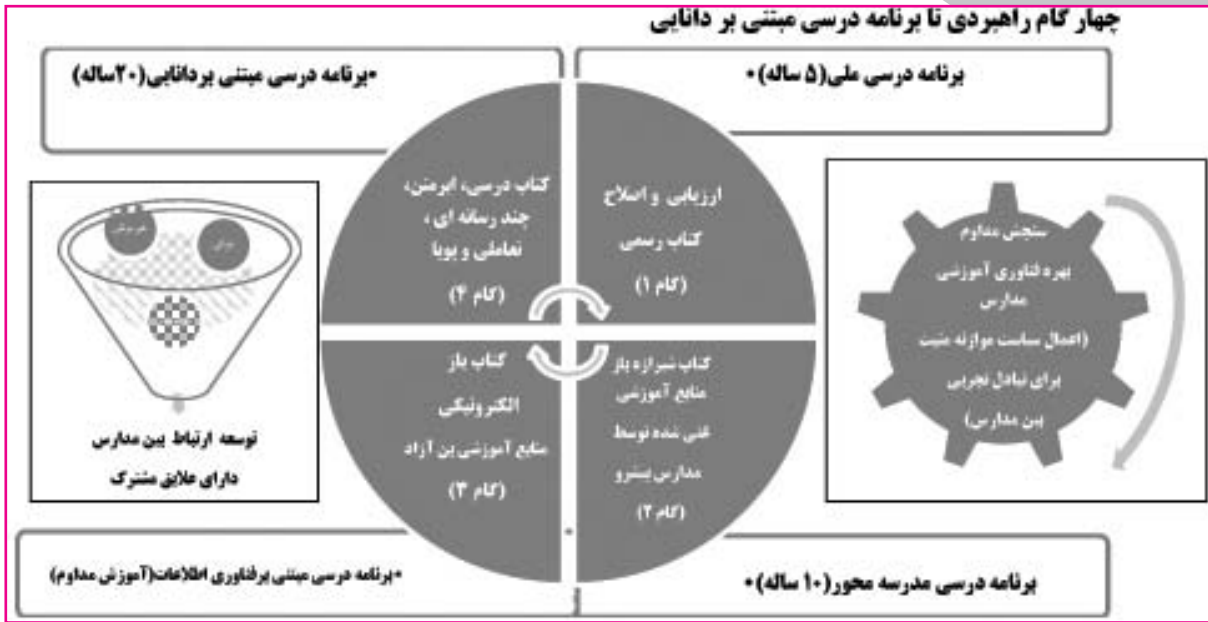 چهار گام راهبردی تا برنامه درسی مبتنی بر دانایی
برنامه درسی ملی(۵ ساله)•
•برنامه درسی مبتنی بردانایی(۲۰ساله)
ارزیابی و اصلاح
کتاب رسمی
(گام ۱)
کتاب درسی، ابرمتن،
چند رسانه ای ،
تعاملی و پویا
(گام ۴)
سنجش مداوم
بهره فناوری آموزشی
مدارس
(اعمال سیاست موازنه مثبت
برای تبادل تجربی
بین مدارس)
کتاب شیرازه باز
منابع آموزشی
غنی شده توسط
مدارس پیشرو
(گام ۲)
کتاب باز
الکترونیکی
منابع آموزشی بن آزاد
(گام ۳)
توسعه ارتباط بین مدارس
دارای علایق مشترک
برنامه درسی مدرسه محور(۱۰ ساله)•
•برنامه درسی مبتنی برفناوری اطلاعات(آموزش مداوم)